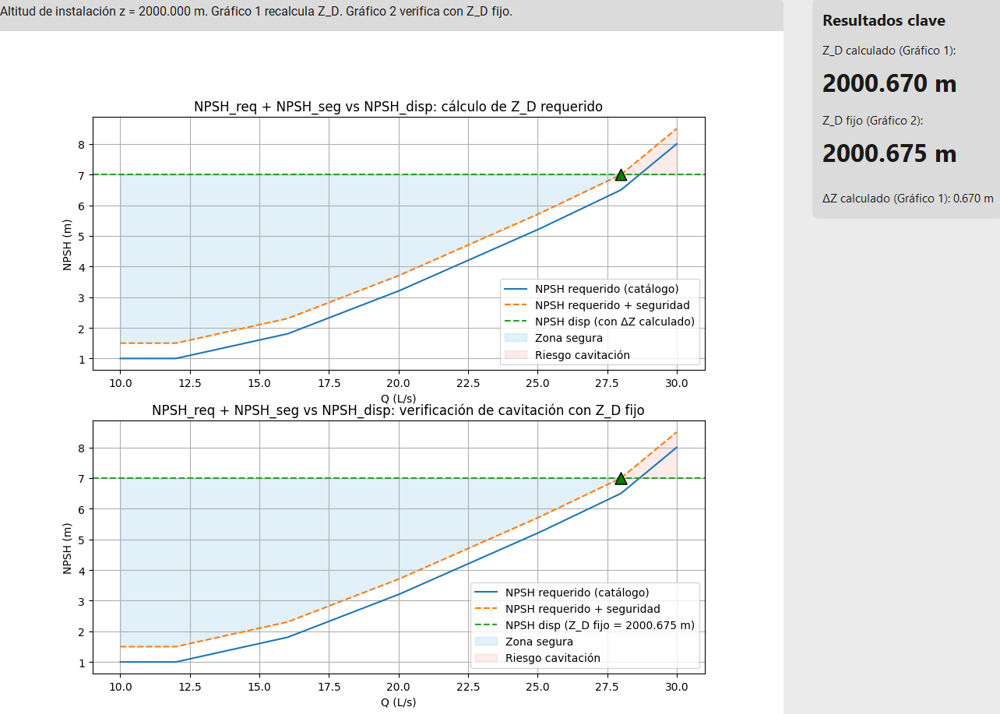 Altitud de instalación z = 2000.000 m. Gráfico 1 recalcula Z_D. Gráfico 2 verifica con Z_D fijo.
NPSH_req + NPSH_seg vs NPSH_disp: cálculo de Z_D requerido
NPSH (m)
8
7
6
5
4
3
2
1
NPSH requerido (catálogo)
NPSH requerido + seguridad
NPSH disp (con ΔZ calculado)
Zona segura
Riesgo cavitación
10.0 12.5 15.0 17.5 20.0 22.5 25.0 27.5 30.0
Q (L/s)
NPSH_req + NPSH_seg vs NPSH_disp: verificación de cavitación con Z_D fijo
NPSH (m)
8
7
6
5
4
3
2
1
NPSH requerido (catálogo)
NPSH requerido + seguridad
NPSH disp (Z_D fijo = 2000.675 m)
Zona segura
Riesgo cavitación
10.0 12.5 15.0 17.5 20.0 22.5 25.0 27.5 30.0
Q (L/s)
Resultados clave
Z_D calculado (Gráfico 1):
2000.670 m
Z_D fijo (Gráfico 2):
2000.675 m
ΔZ calculado (Gráfico 1): 0.670 m